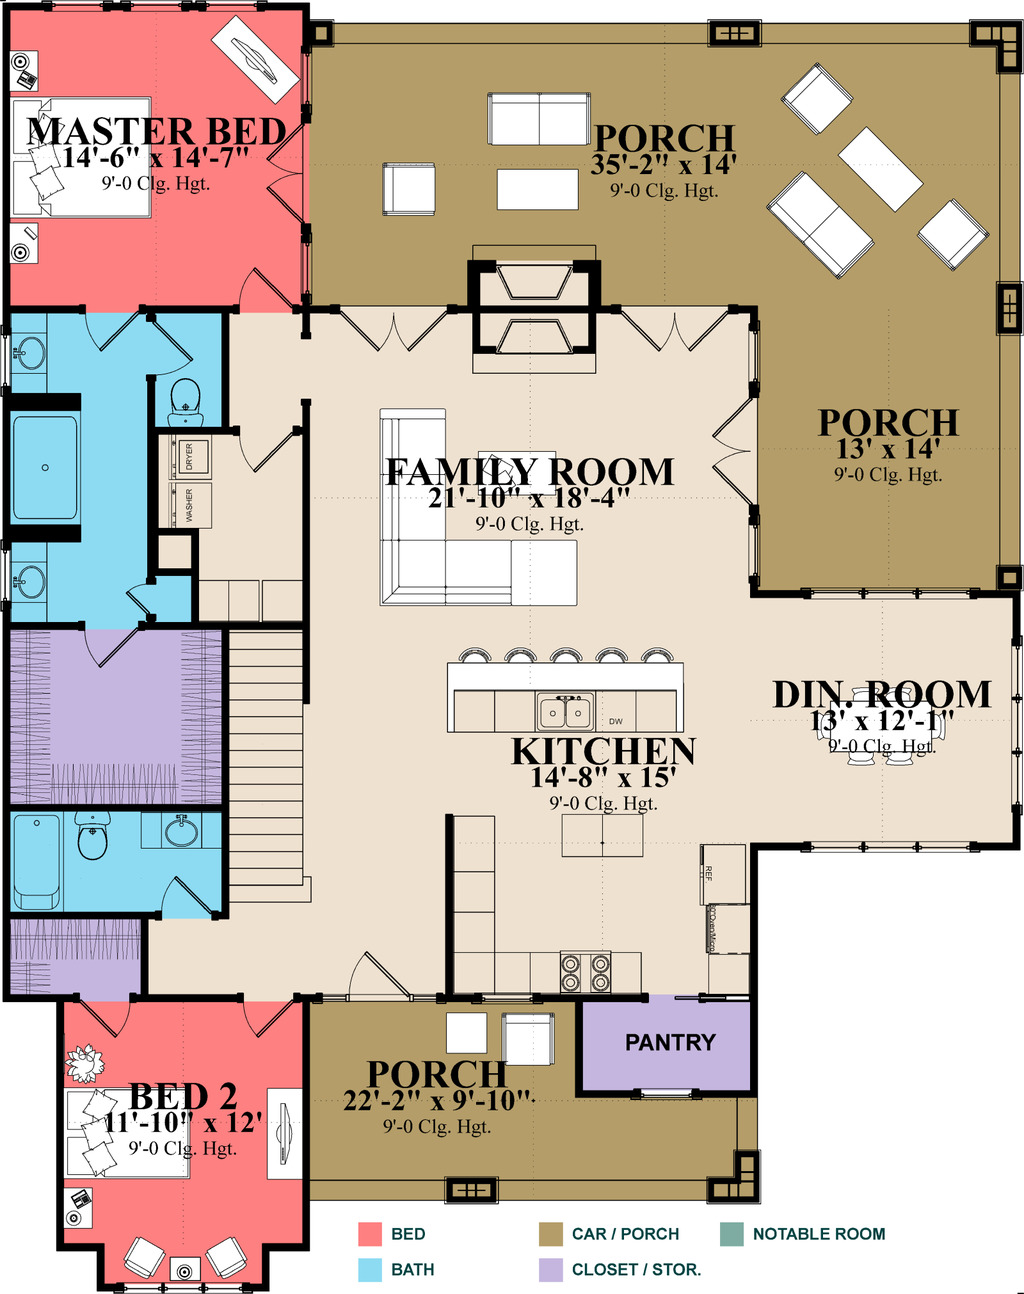 MASTER BED
14'-6" x 14'-7"
9'-0 Clg. Hgt.
PORCH
35'-2" x 14'
9'-0 Clg. Hgt.
PORCH
13' x 14'
9'-0 Clg. Hgt.
DRYER
WASHER
FAMILY ROOM
21'-10" x 18'-4"
9'-0 Clg. Hgt.
DW
DIN. ROOM
13' x 12'-1"
9'-0 Clg. Hgt.
KITCHEN
14'-8" x 15'
9'-0 Clg. Hgt.
REF.
PANTRY
PORCH
22'-2" x 9'-10"
9'-0 Clg. Hgt.
BED 2
11'-10" x 12'
9'-0 Clg. Hgt.
BED
CAR / PORCH
NOTABLE ROOM
BATH
CLOSET / STOR.